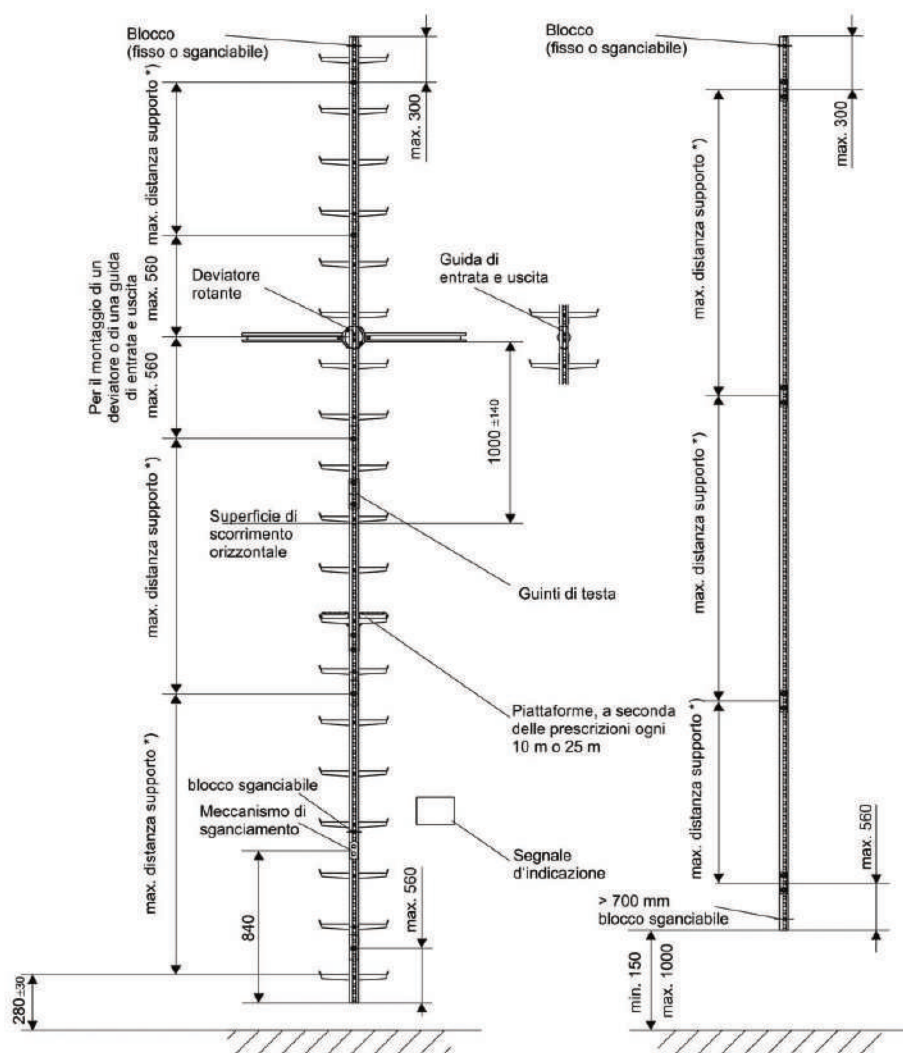 Blocco
(fisso o sganciabile)
max. 300
max. distanza supporto *)
max. 560
Per il montaggio di un
deviatore o di una guida
di entrata e uscita
max. 560
Deviatore
rotante
Guida di
entrata e uscita
1000 ±140
max. distanza supporto *)
Superficie di
scorrimento
orizzontale
Guinti di testa
Piattaforme, a seconda
delle prescrizioni ogni
10 m o 25 m
max. distanza supporto *)
blocco sganciabile
Meccanismo di
sganciamento
Segnale
d'indicazione
840
max. 560
280±30
Blocco
(fisso o sganciabile)
max. 300
max. distanza supporto *)
max. distanza supporto *)
max. distanza supporto *)
max. 560
> 700 mm
blocco sganciabile
min. 150
max. 1000